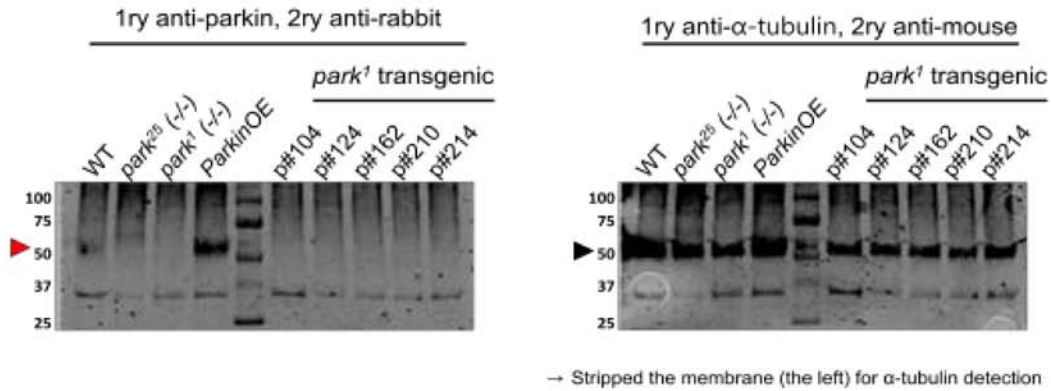 1ry anti-parkin, 2ry anti-rabbit
park¹ transgenic
WT
park²⁵ (-/-)
park¹ (-/-)
ParkinOE
p#104
p#124
p#162
p#210
p#214
100
75
50
37
25
1ry anti-α-tubulin, 2ry anti-mouse
park¹ transgenic
WT
park²⁵ (-/-)
park¹ (-/-)
ParkinOE
p#104
p#124
p#162
p#210
p#214
100
75
50
37
25
→ Stripped the membrane (the left) for α-tubulin detection